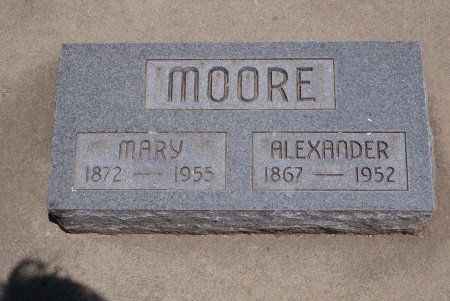 MOORE
MARY ALEXANDER
1872 — 1955 1867 — 1952